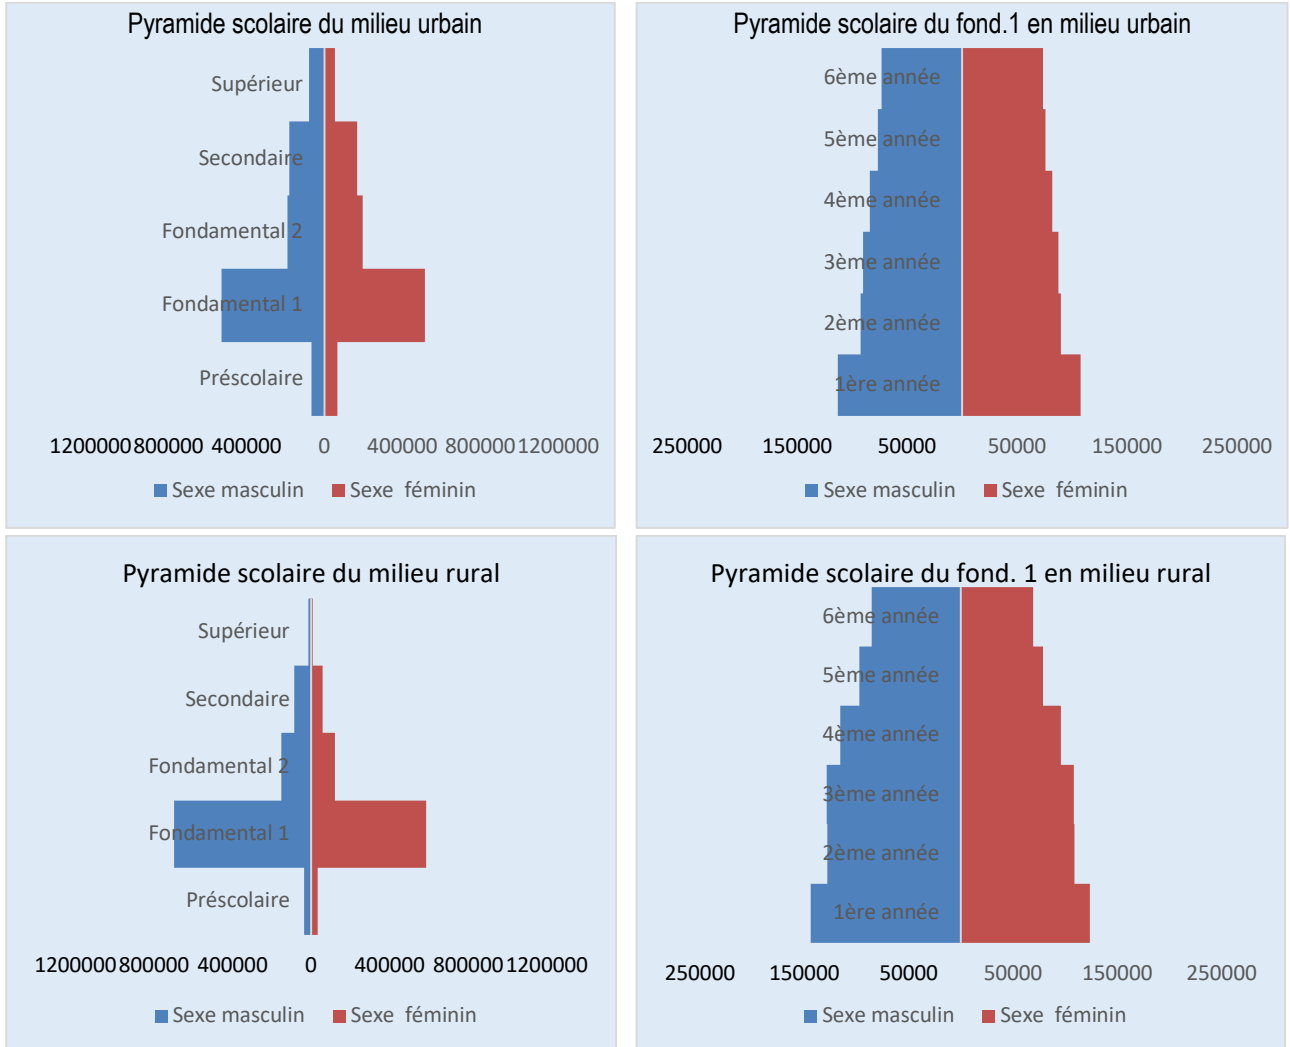 Pyramide scolaire du milieu urbain
Supérieur
Secondaire
Fondamental 2
Fondamental 1
Préscolaire
1200000 800000 400000 0 400000 800000 1200000
Sexe masculin Sexe féminin
Pyramide scolaire du fond.1 en milieu urbain
6ème année
5ème année
4ème année
3ème année
2ème année
1ère année
250000 150000 50000 50000 150000 250000
Sexe masculin Sexe féminin
Pyramide scolaire du milieu rural
Supérieur
Secondaire
Fondamental 2
Fondamental 1
Préscolaire
1200000 800000 400000 0 400000 800000 1200000
Sexe masculin Sexe féminin
Pyramide scolaire du fond. 1 en milieu rural
6ème année
5ème année
4ème année
3ème année
2ème année
1ère année
250000 150000 50000 50000 150000 250000
Sexe masculin Sexe féminin